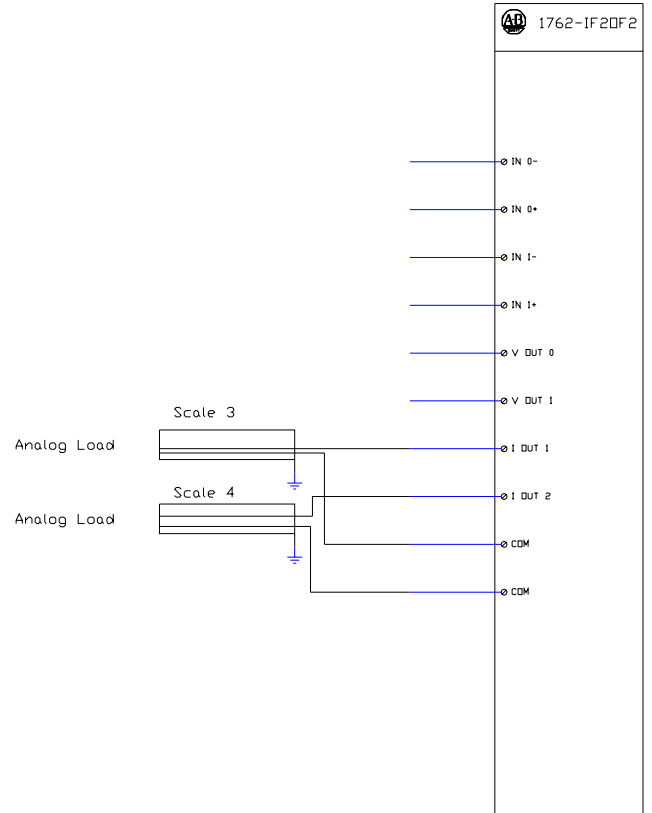 AB 1762-IF2OF2
IN 0-
IN 0+
IN 1-
IN 1+
V OUT 0
V OUT 1
Scale 3
Analog Load
I OUT 1
Scale 4
I OUT 2
Analog Load
COM
COM